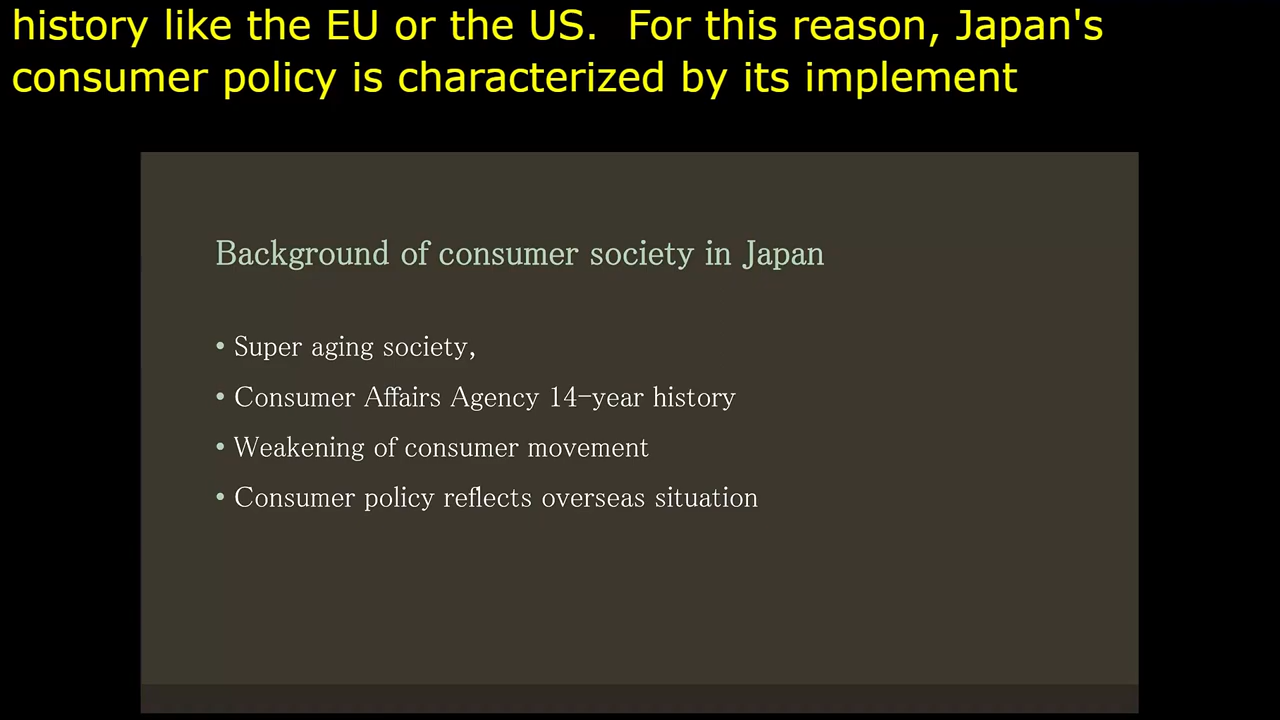 history like the EU or the US.  For this reason, Japan's
consumer policy is characterized by its implement
Background of consumer society in Japan
• Super aging society,
• Consumer Affairs Agency 14-year history
• Weakening of consumer movement
• Consumer policy reflects overseas situation